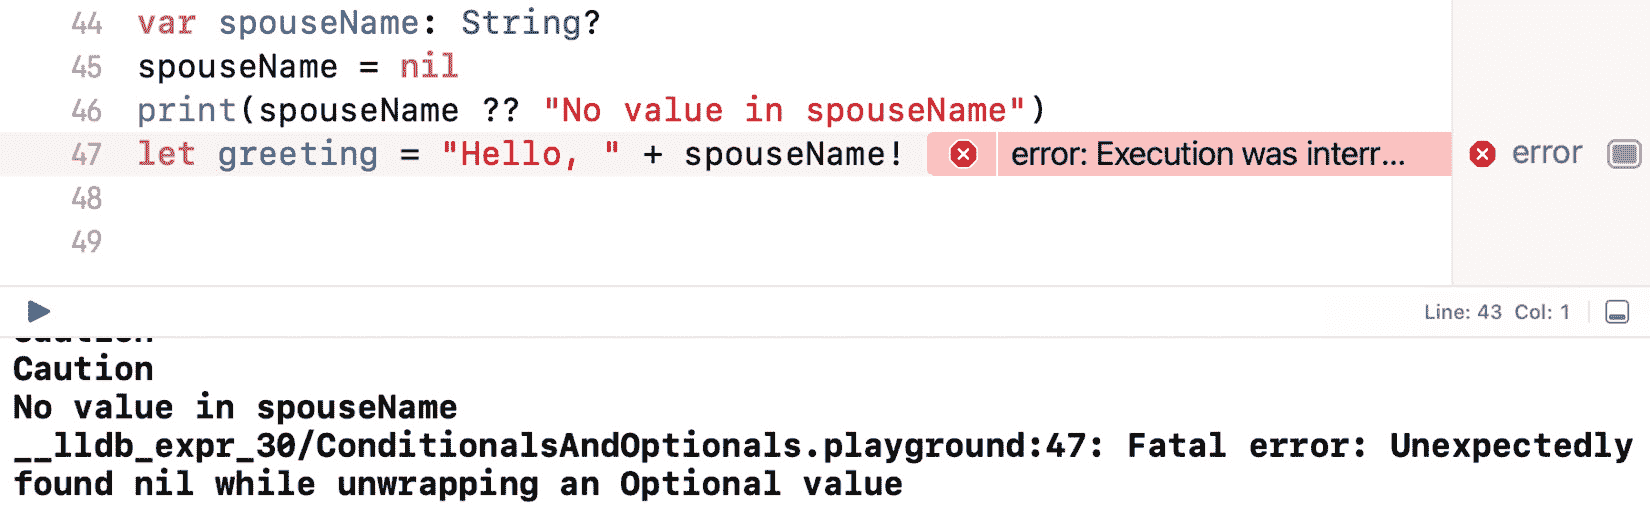 44 var spouseName: String?
45 spouseName = nil
46 print(spouseName ?? "No value in spouseName")
47 let greeting = "Hello, " + spouseName! error: Execution was interr... error
48
49
Line: 43 Col: 1
Caution
Caution
No value in spouseName
__lldb_expr_30/ConditionalsAndOptionals.playground:47: Fatal error: Unexpectedly
found nil while unwrapping an Optional value